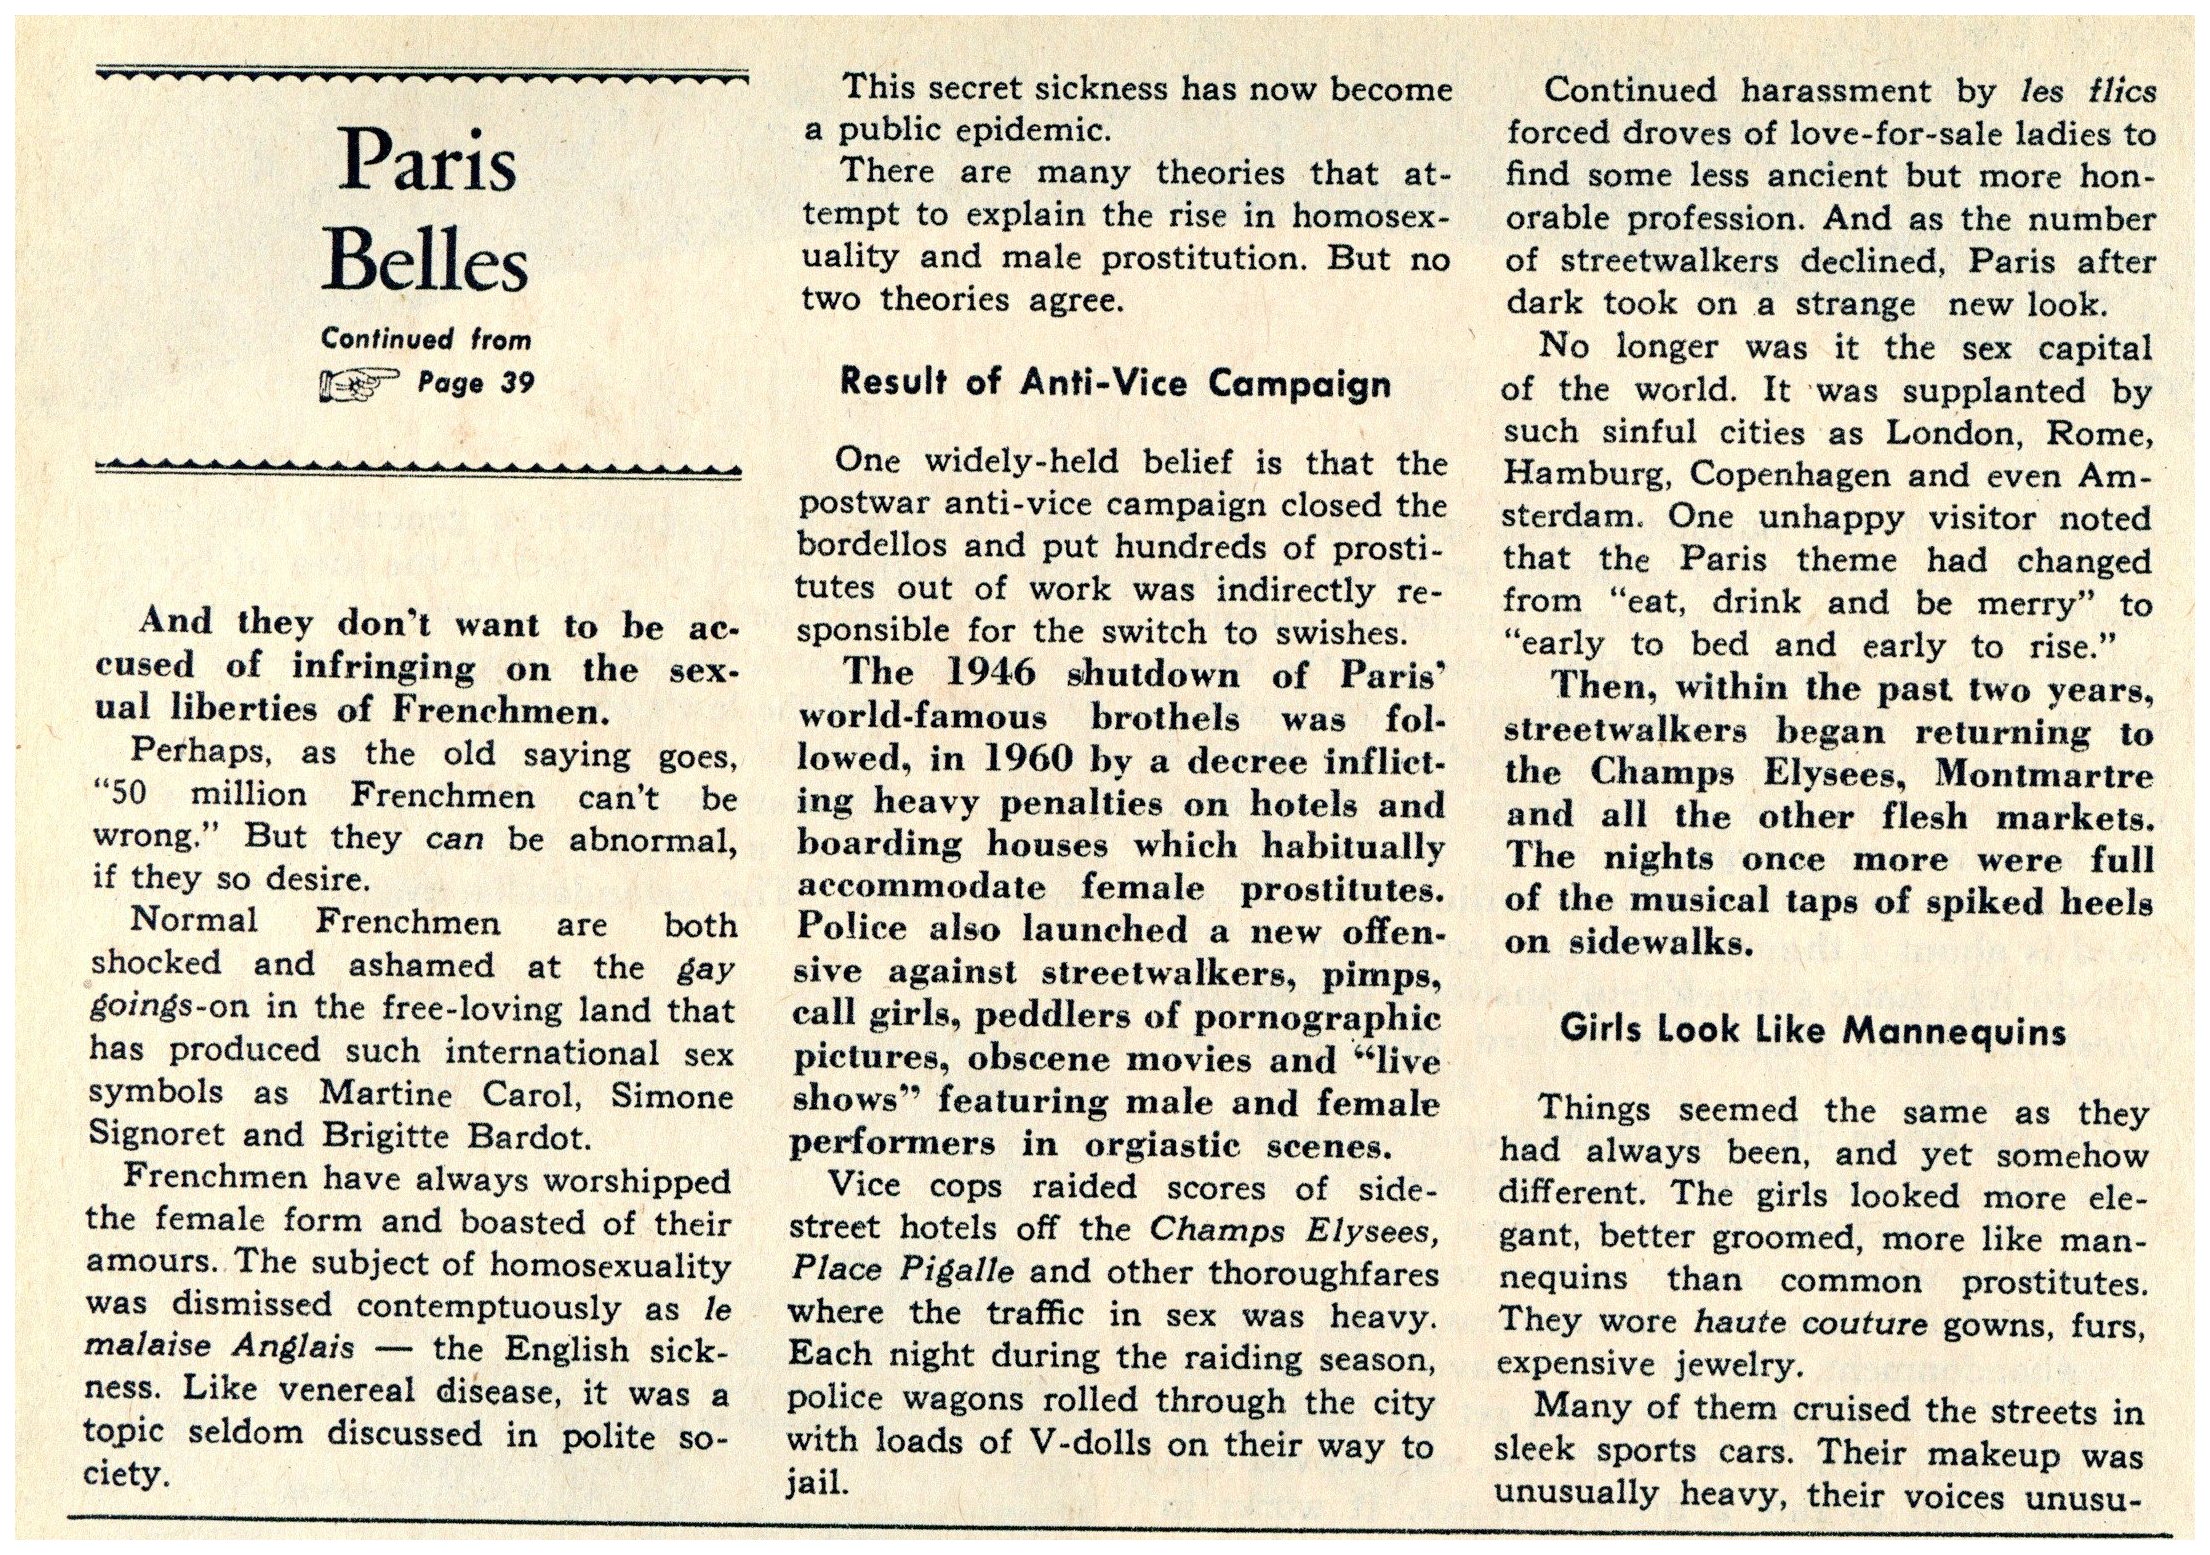 Paris
Belles
Continued from
Page 39
And they don't want to be ac-
cused of infringing on the sex-
ual liberties of Frenchmen.
Perhaps, as the old saying goes,
"50 million Frenchmen can't be
wrong." But they can be abnormal,
if they so desire.
Normal Frenchmen are both
shocked and ashamed at the gay
goings-on in the free-loving land that
has produced such international sex
symbols as Martine Carol, Simone
Signoret and Brigitte Bardot.
Frenchmen have always worshipped
the female form and boasted of their
amours. The subject of homosexuality
was dismissed contemptuously as le
malaise Anglais — the English sick-
ness. Like venereal disease, it was a
topic seldom discussed in polite so-
ciety.
This secret sickness has now become
a public epidemic.
There are many theories that at-
tempt to explain the rise in homosex-
uality and male prostitution. But no
two theories agree.
Result of Anti-Vice Campaign
One widely-held belief is that the
postwar anti-vice campaign closed the
bordellos and put hundreds of prosti-
tutes out of work was indirectly re-
sponsible for the switch to swishes.
The 1946 shutdown of Paris'
world-famous brothels was fol-
lowed, in 1960 by a decree inflict-
ing heavy penalties on hotels and
boarding houses which habitually
accommodate female prostitutes.
Police also launched a new offen-
sive against streetwalkers, pimps,
call girls, peddlers of pornographic
pictures, obscene movies and "live
shows" featuring male and female
performers in orgiastic scenes.
Vice cops raided scores of side-
street hotels off the Champs Elysees,
Place Pigalle and other thoroughfares
where the traffic in sex was heavy.
Each night during the raiding season,
police wagons rolled through the city
with loads of V-dolls on their way to
jail.
Continued harassment by les flics
forced droves of love-for-sale ladies to
find some less ancient but more hon-
orable profession. And as the number
of streetwalkers declined, Paris after
dark took on a strange new look.
No longer was it the sex capital
of the world. It was supplanted by
such sinful cities as London, Rome,
Hamburg, Copenhagen and even Am-
sterdam. One unhappy visitor noted
that the Paris theme had changed
from "eat, drink and be merry" to
"early to bed and early to rise."
Then, within the past two years,
streetwalkers began returning to
the Champs Elysees, Montmartre
and all the other flesh markets.
The nights once more were full
of the musical taps of spiked heels
on sidewalks.
Girls Look Like Mannequins
Things seemed the same as they
had always been, and yet somehow
different. The girls looked more ele-
gant, better groomed, more like man-
nequins than common prostitutes.
They wore haute couture gowns, furs,
expensive jewelry.
Many of them cruised the streets in
sleek sports cars. Their makeup was
unusually heavy, their voices unusu-